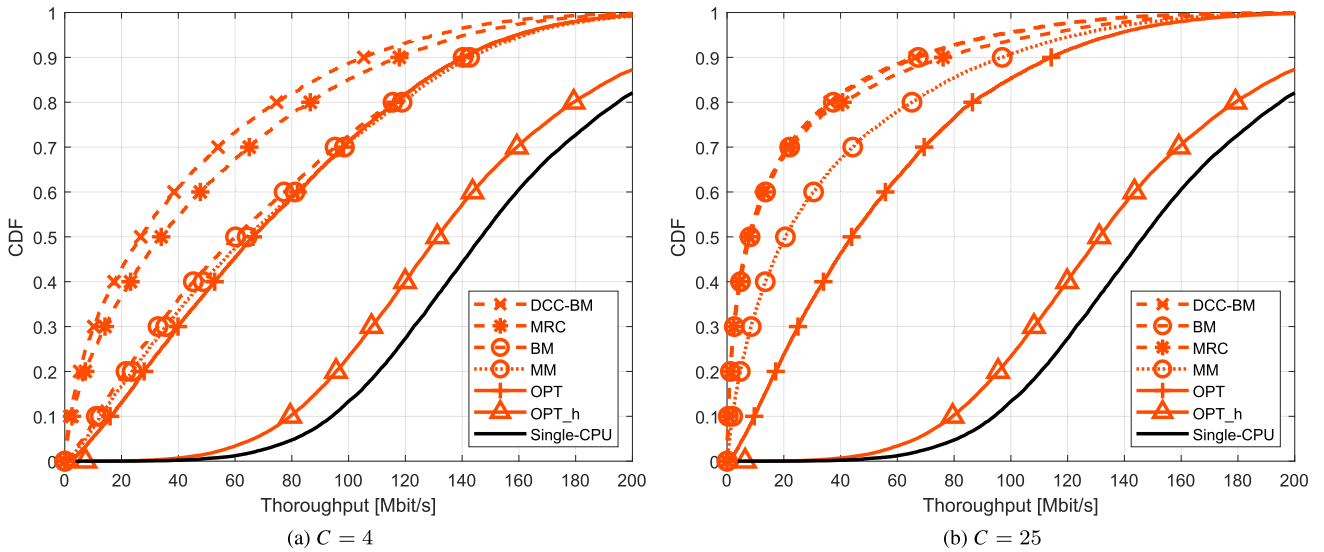 1
0.9
0.8
0.7
0.6
0.5
0.4
0.3
0.2
0.1
0
CDF
0 20 40 60 80 100 120 140 160 180 200
Thoroughput [Mbit/s]
DCC-BM
MRC
BM
MM
OPT
OPT_h
Single-CPU
(a) C = 4
1
0.9
0.8
0.7
0.6
0.5
0.4
0.3
0.2
0.1
0
CDF
0 20 40 60 80 100 120 140 160 180 200
Thoroughput [Mbit/s]
DCC-BM
BM
MRC
MM
OPT
OPT_h
Single-CPU
(b) C = 25